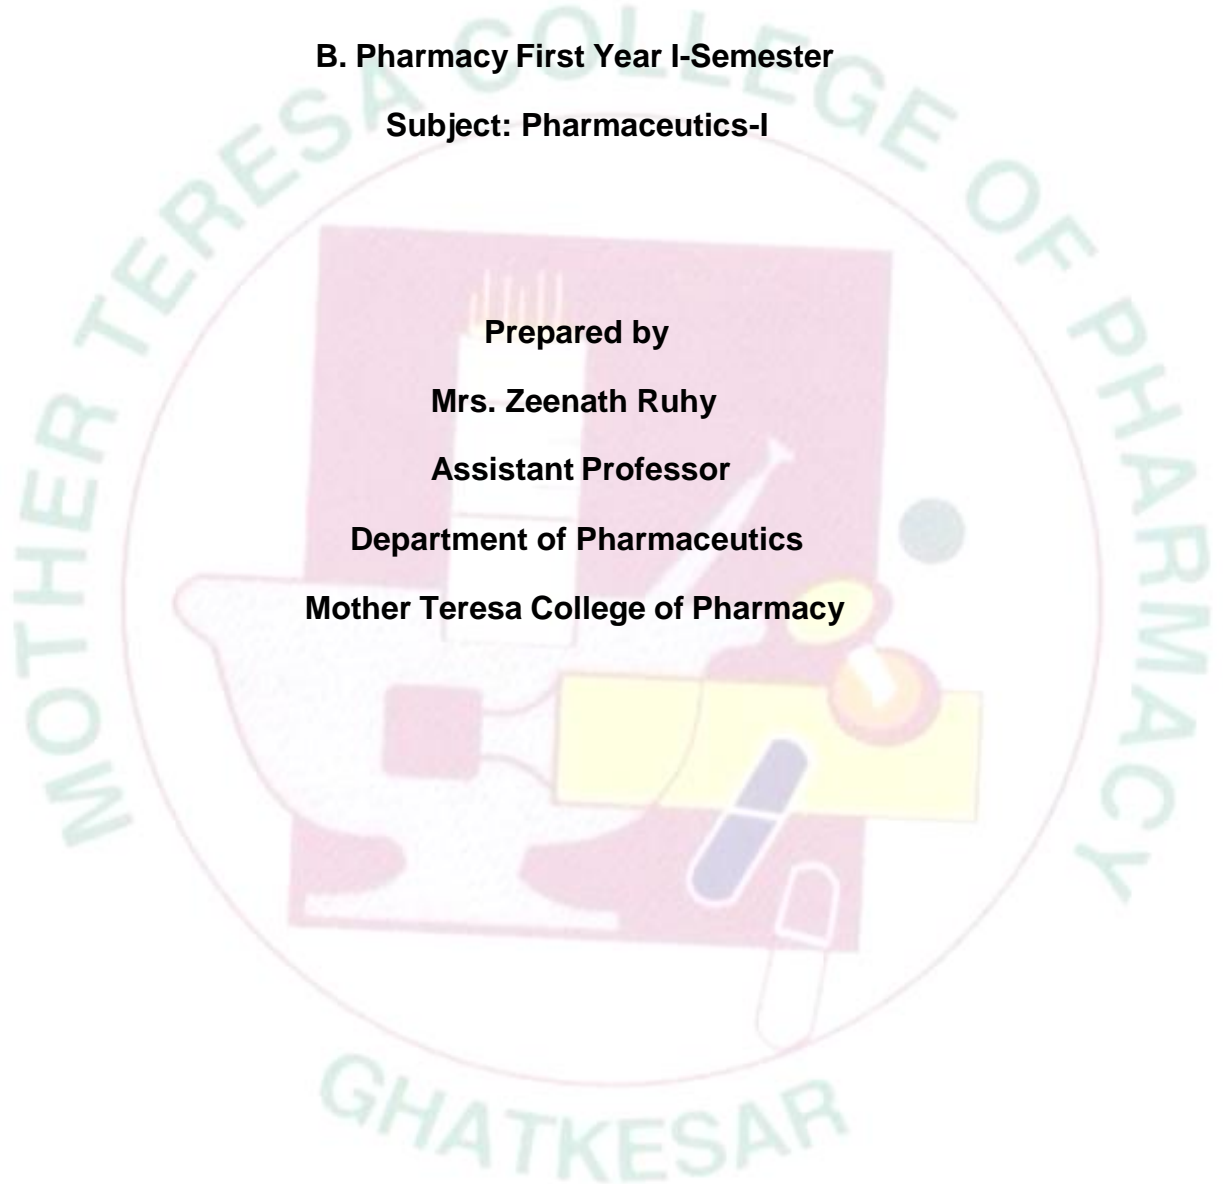 B. Pharmacy First Year I-Semester
Subject: Pharmaceutics-I
Prepared by
Mrs. Zeenath Ruhy
Assistant Professor
Department of Pharmaceutics
Mother Teresa College of Pharmacy
MOTHER TERESA COLLEGE OF PHARMACY
GHATKESAR